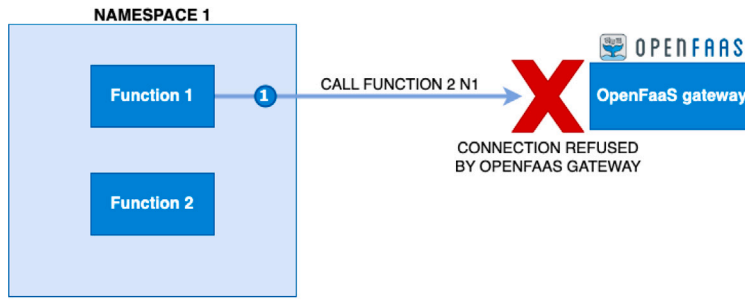 NAMESPACE 1
OPENFAAS
Function 1
1
CALL FUNCTION 2 N1
OpenFaaS gateway
CONNECTION REFUSED
BY OPENFAAS GATEWAY
Function 2